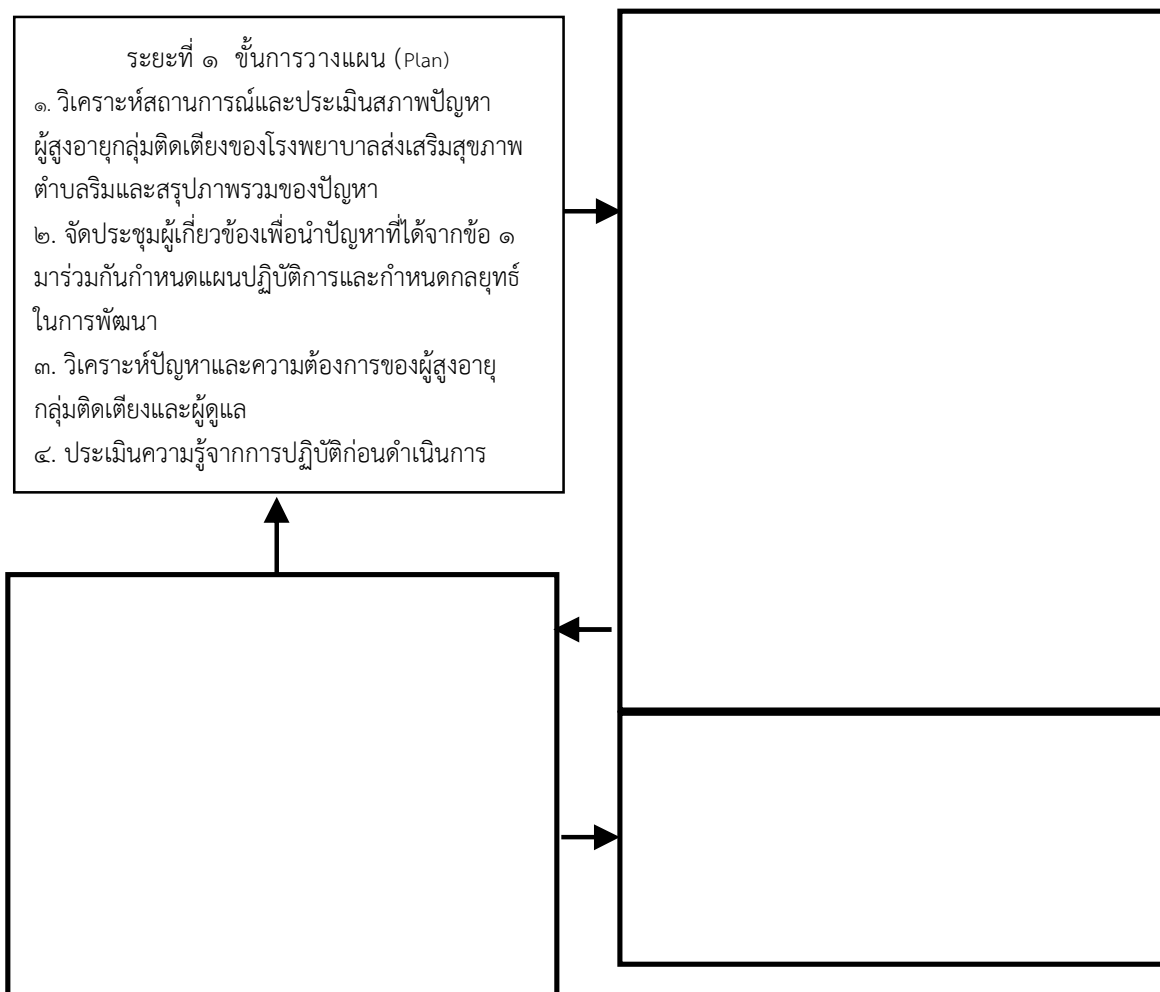 ระยะที่ ๑ ขั้นการวางแผน (Plan)
๑. วิเคราะห์สถานการณ์และประเมินสภาพปัญหา
ผู้สูงอายุกลุ่มติดเตียงของโรงพยาบาลส่งเสริมสุขภาพ
ตำบลริมและสรุปภาพรวมของปัญหา
๒. จัดประชุมผู้เกี่ยวข้องเพื่อนำปัญหาที่ได้จากข้อ ๑
มาร่วมกันกำหนดแผนปฏิบัติการและกำหนดกลยุทธ์
ในการพัฒนา
๓. วิเคราะห์ปัญหาและความต้องการของผู้สูงอายุ
กลุ่มติดเตียงและผู้ดูแล
๔. ประเมินความรู้จากการปฏิบัติก่อนดำเนินการ